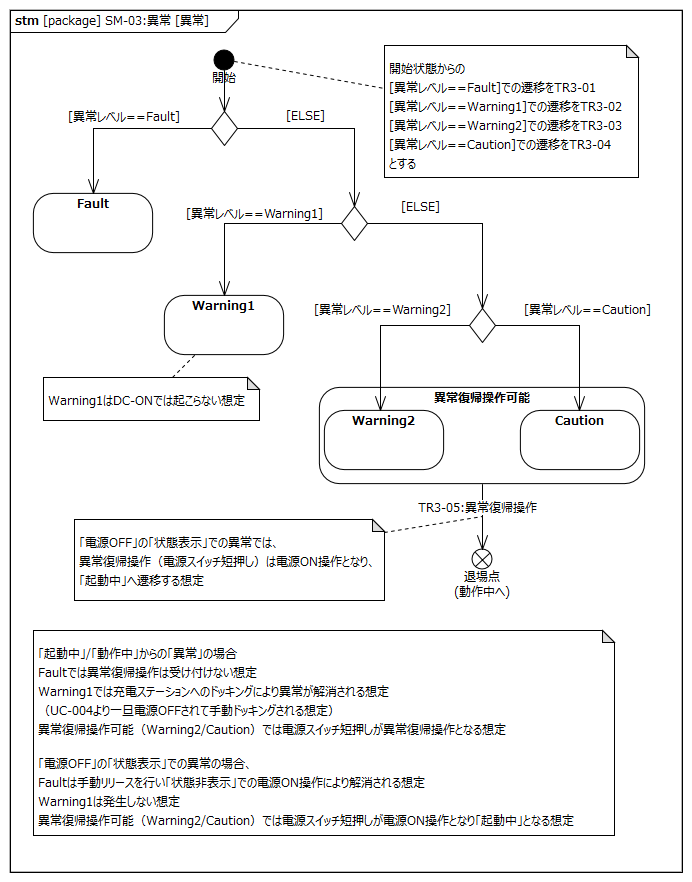 stm [package] SM-03:異常 [異常]
開始
開始状態からの
[異常レベル==Fault]での遷移をTR3-01
[異常レベル==Warning1]での遷移をTR3-02
[異常レベル==Warning2]での遷移をTR3-03
[異常レベル==Caution]での遷移をTR3-04
とする
[異常レベル==Fault]
[ELSE]
Fault
[異常レベル==Warning1]
[ELSE]
Warning1
[異常レベル==Warning2]
[異常レベル==Caution]
Warning1はDC-ONでは起こらない想定
異常復帰操作可能
Warning2
Caution
TR3-05:異常復帰操作
「電源OFF」の「状態表示」での異常では、
異常復帰操作（電源スイッチ短押し）は電源ON操作となり、
「起動中」へ遷移する想定
退場点
(動作中へ)
「起動中」/「動作中」からの「異常」の場合
Faultでは異常復帰操作は受け付けない想定
Warning1では充電ステーションへのドッキングにより異常が解消される想定
（UC-004より一旦電源OFFされて手動ドッキングされる想定）
異常復帰操作可能（Warning2/Caution）では電源スイッチ短押しが異常復帰操作となる想定
「電源OFF」の「状態表示」での異常の場合、
Faultは手動リリースを行い「状態非表示」での電源ON操作により解消される想定
Warning1は発生しない想定
異常復帰操作可能（Warning2/Caution）では電源スイッチ短押しが電源ON操作となり「起動中」となる想定